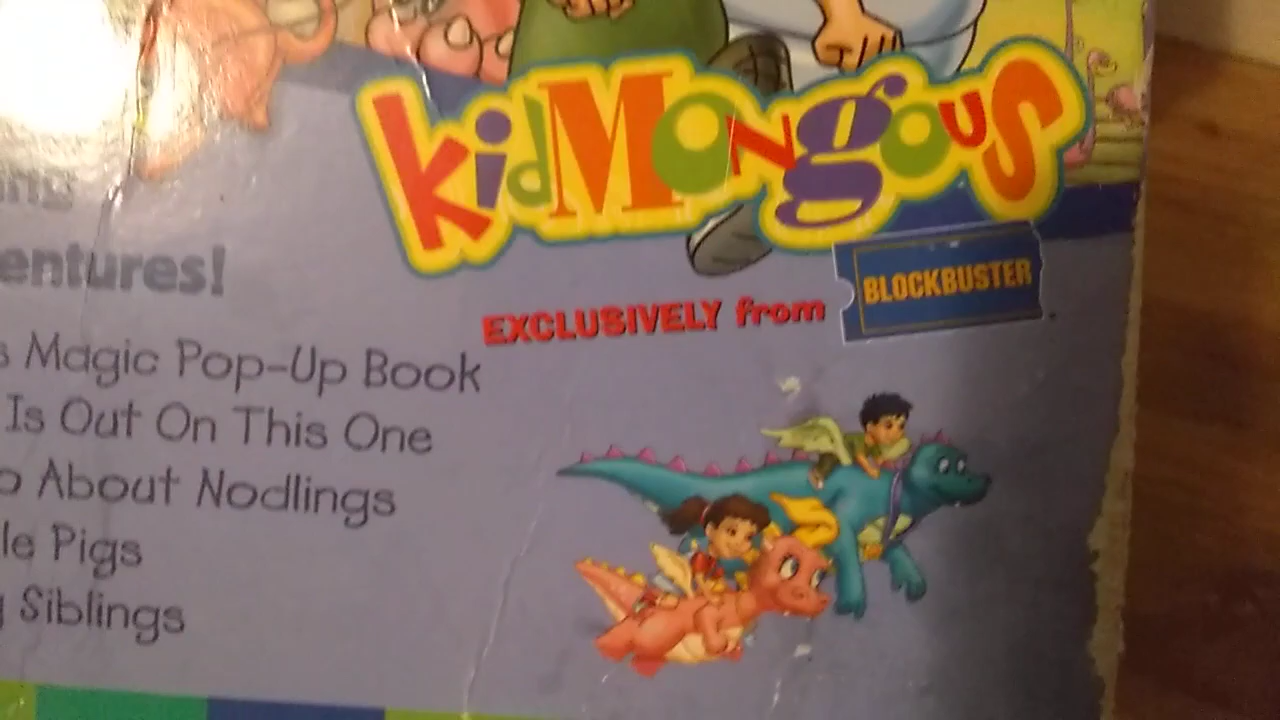 kidMongous
EXCLUSIVELY from BLOCKBUSTER
entures!
s Magic Pop-Up Book
Is Out On This One
o About Nodlings
le Pigs
g Siblings